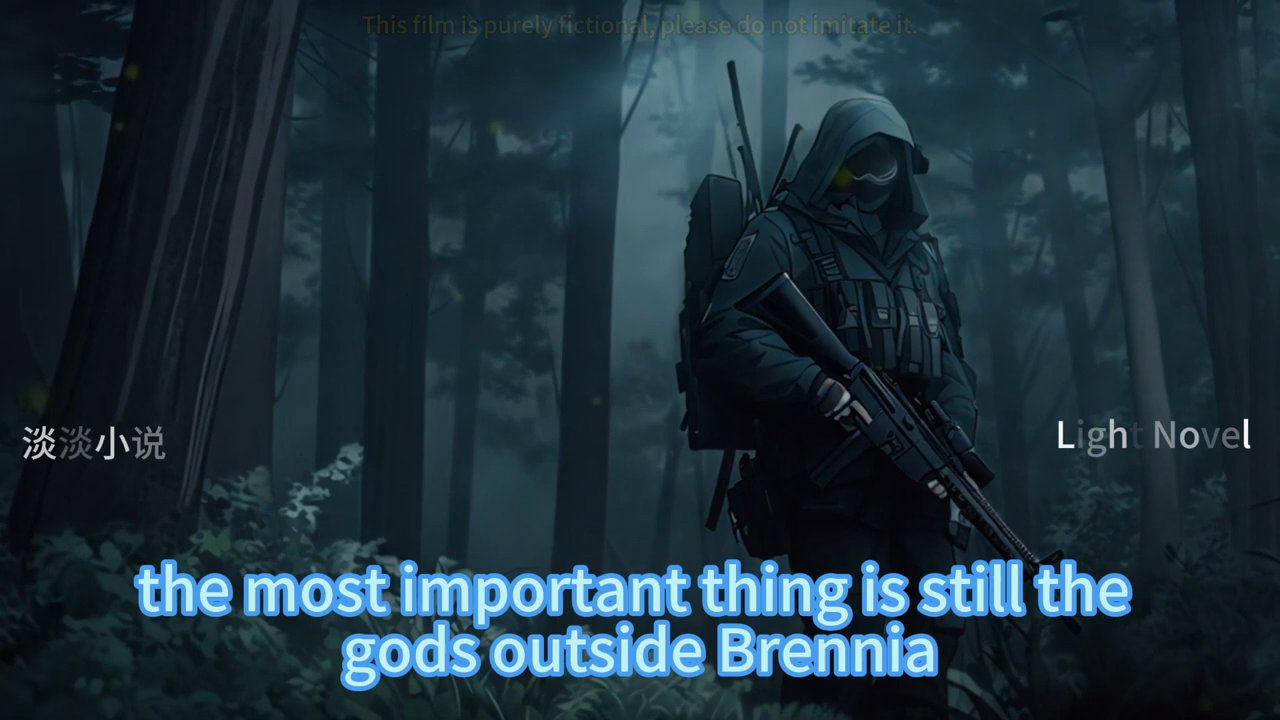 This film is purely fictional, please do not imitate it.
淡淡小说
Light Novel
the most important thing is still the
gods outside Brennia